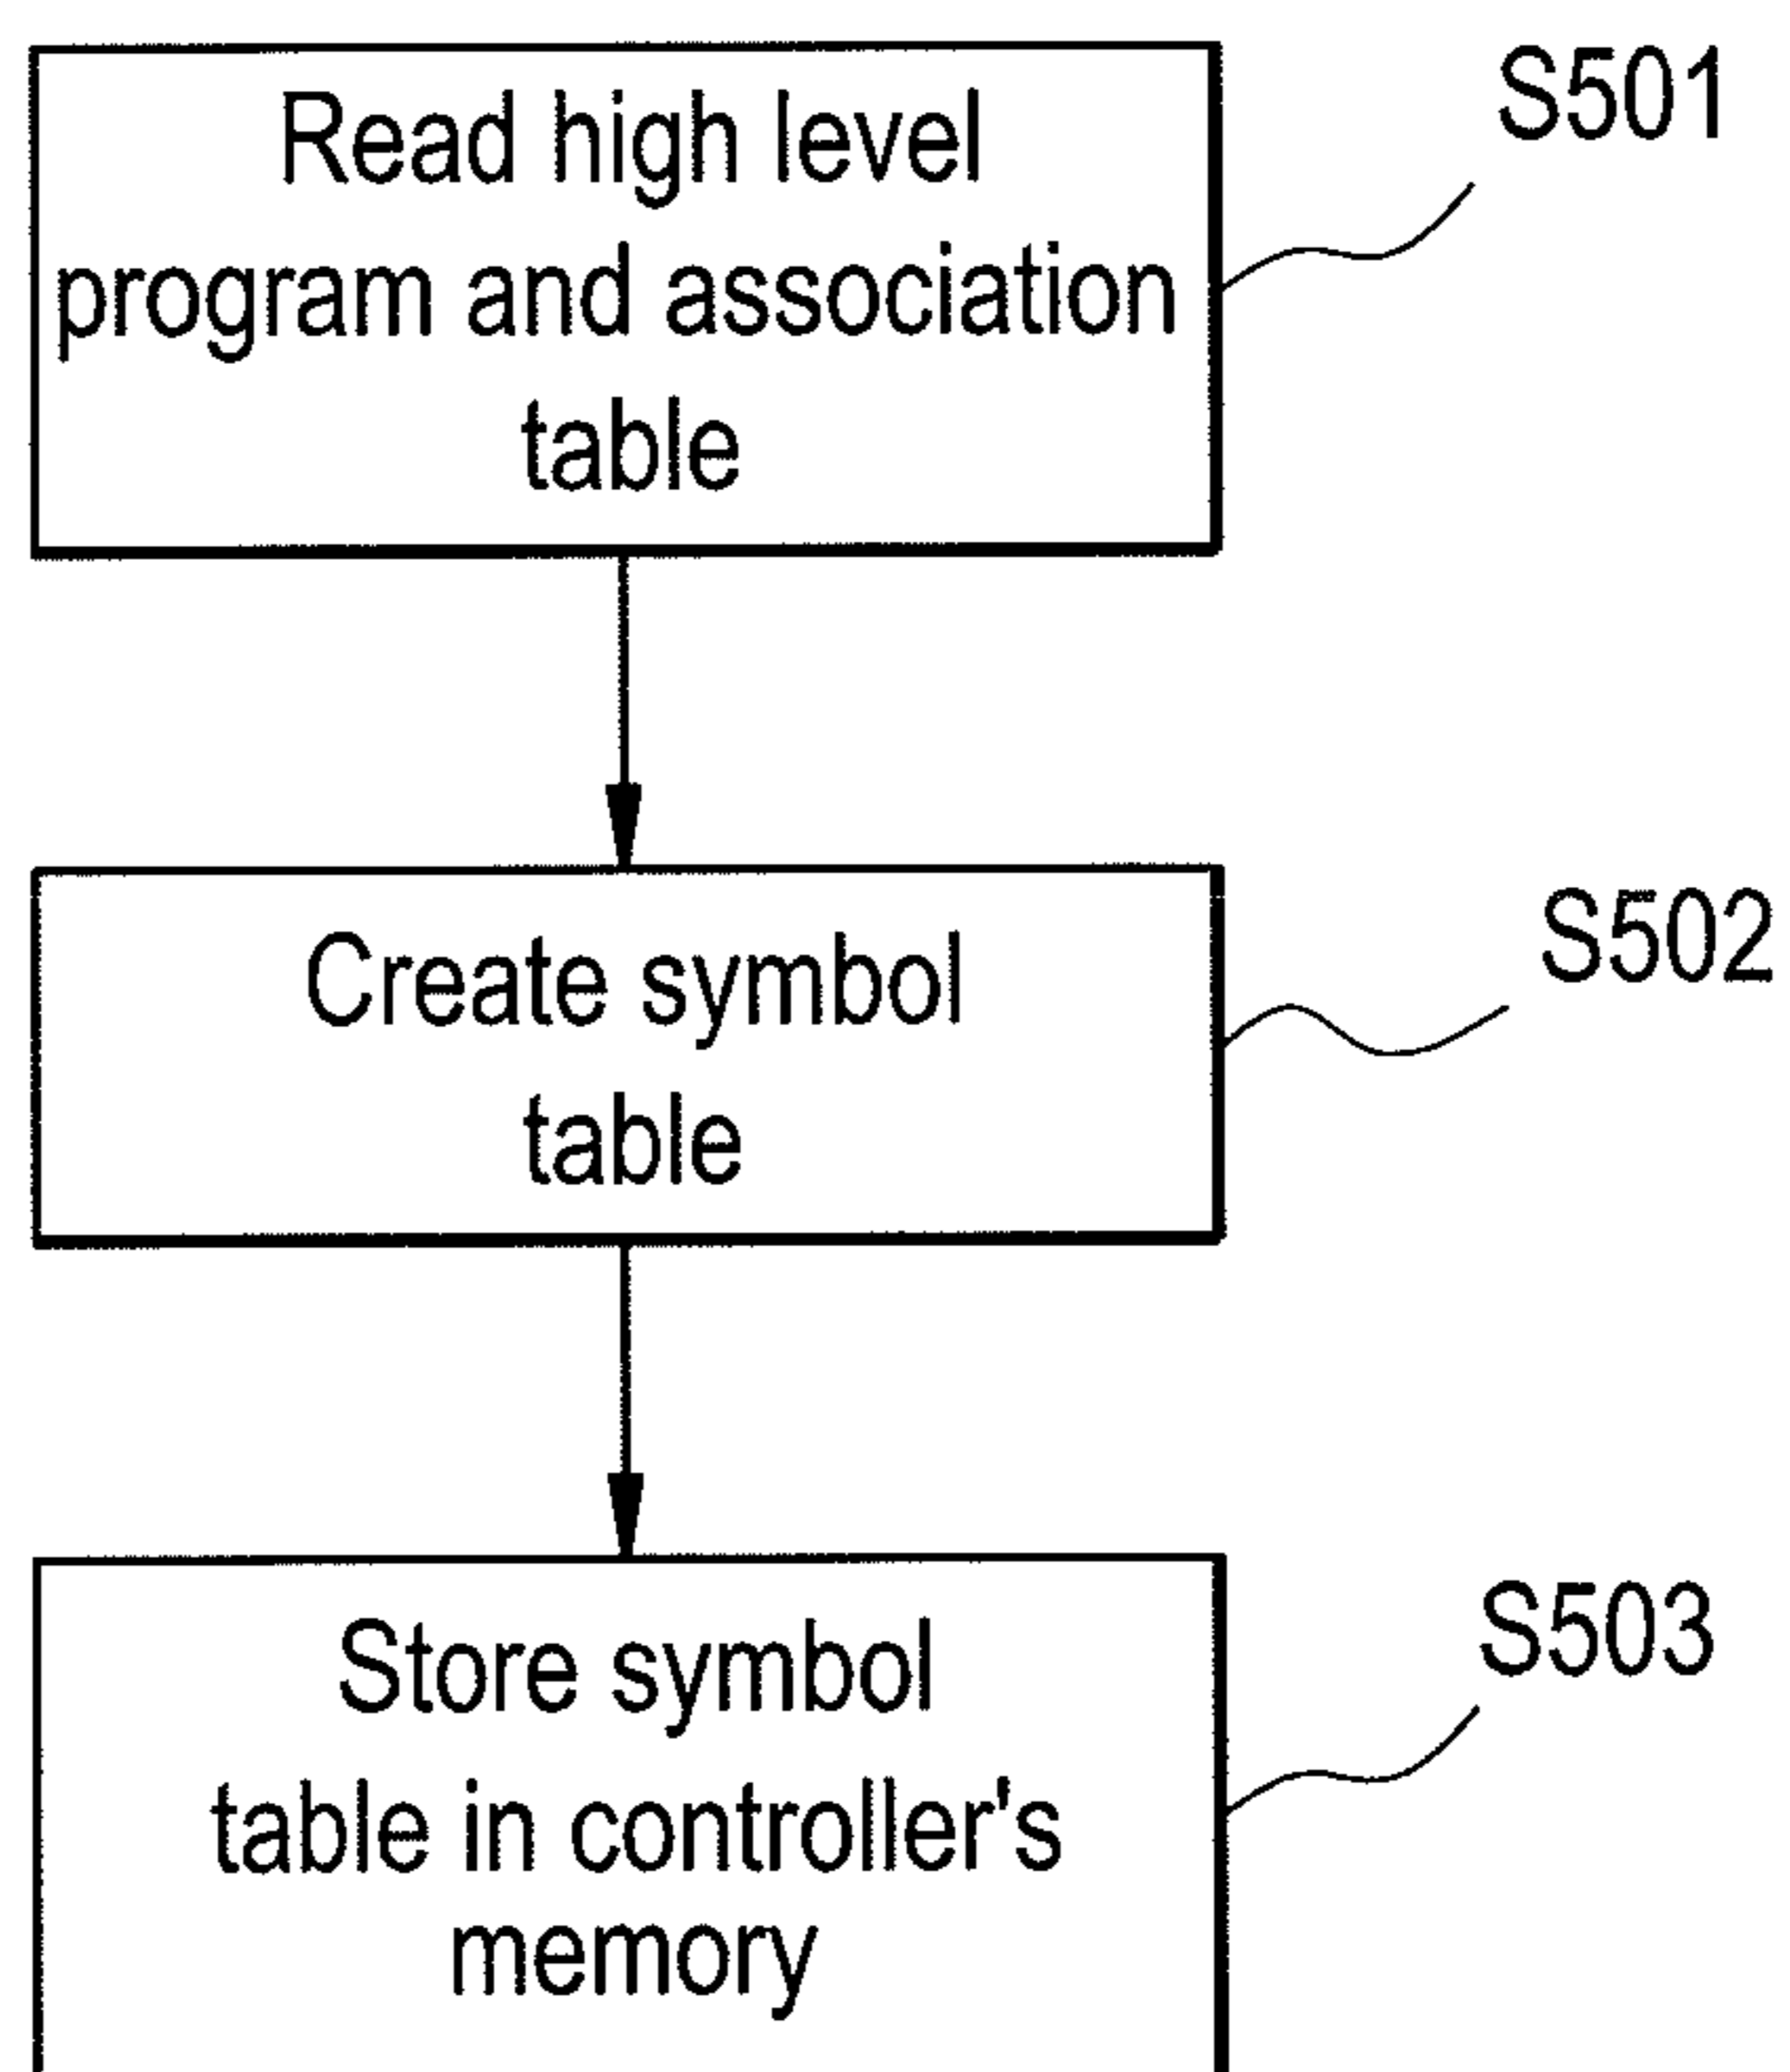 Read high level
program and association
table
S501
Create symbol
table
S502
Store symbol
table in controller's
memory
S503